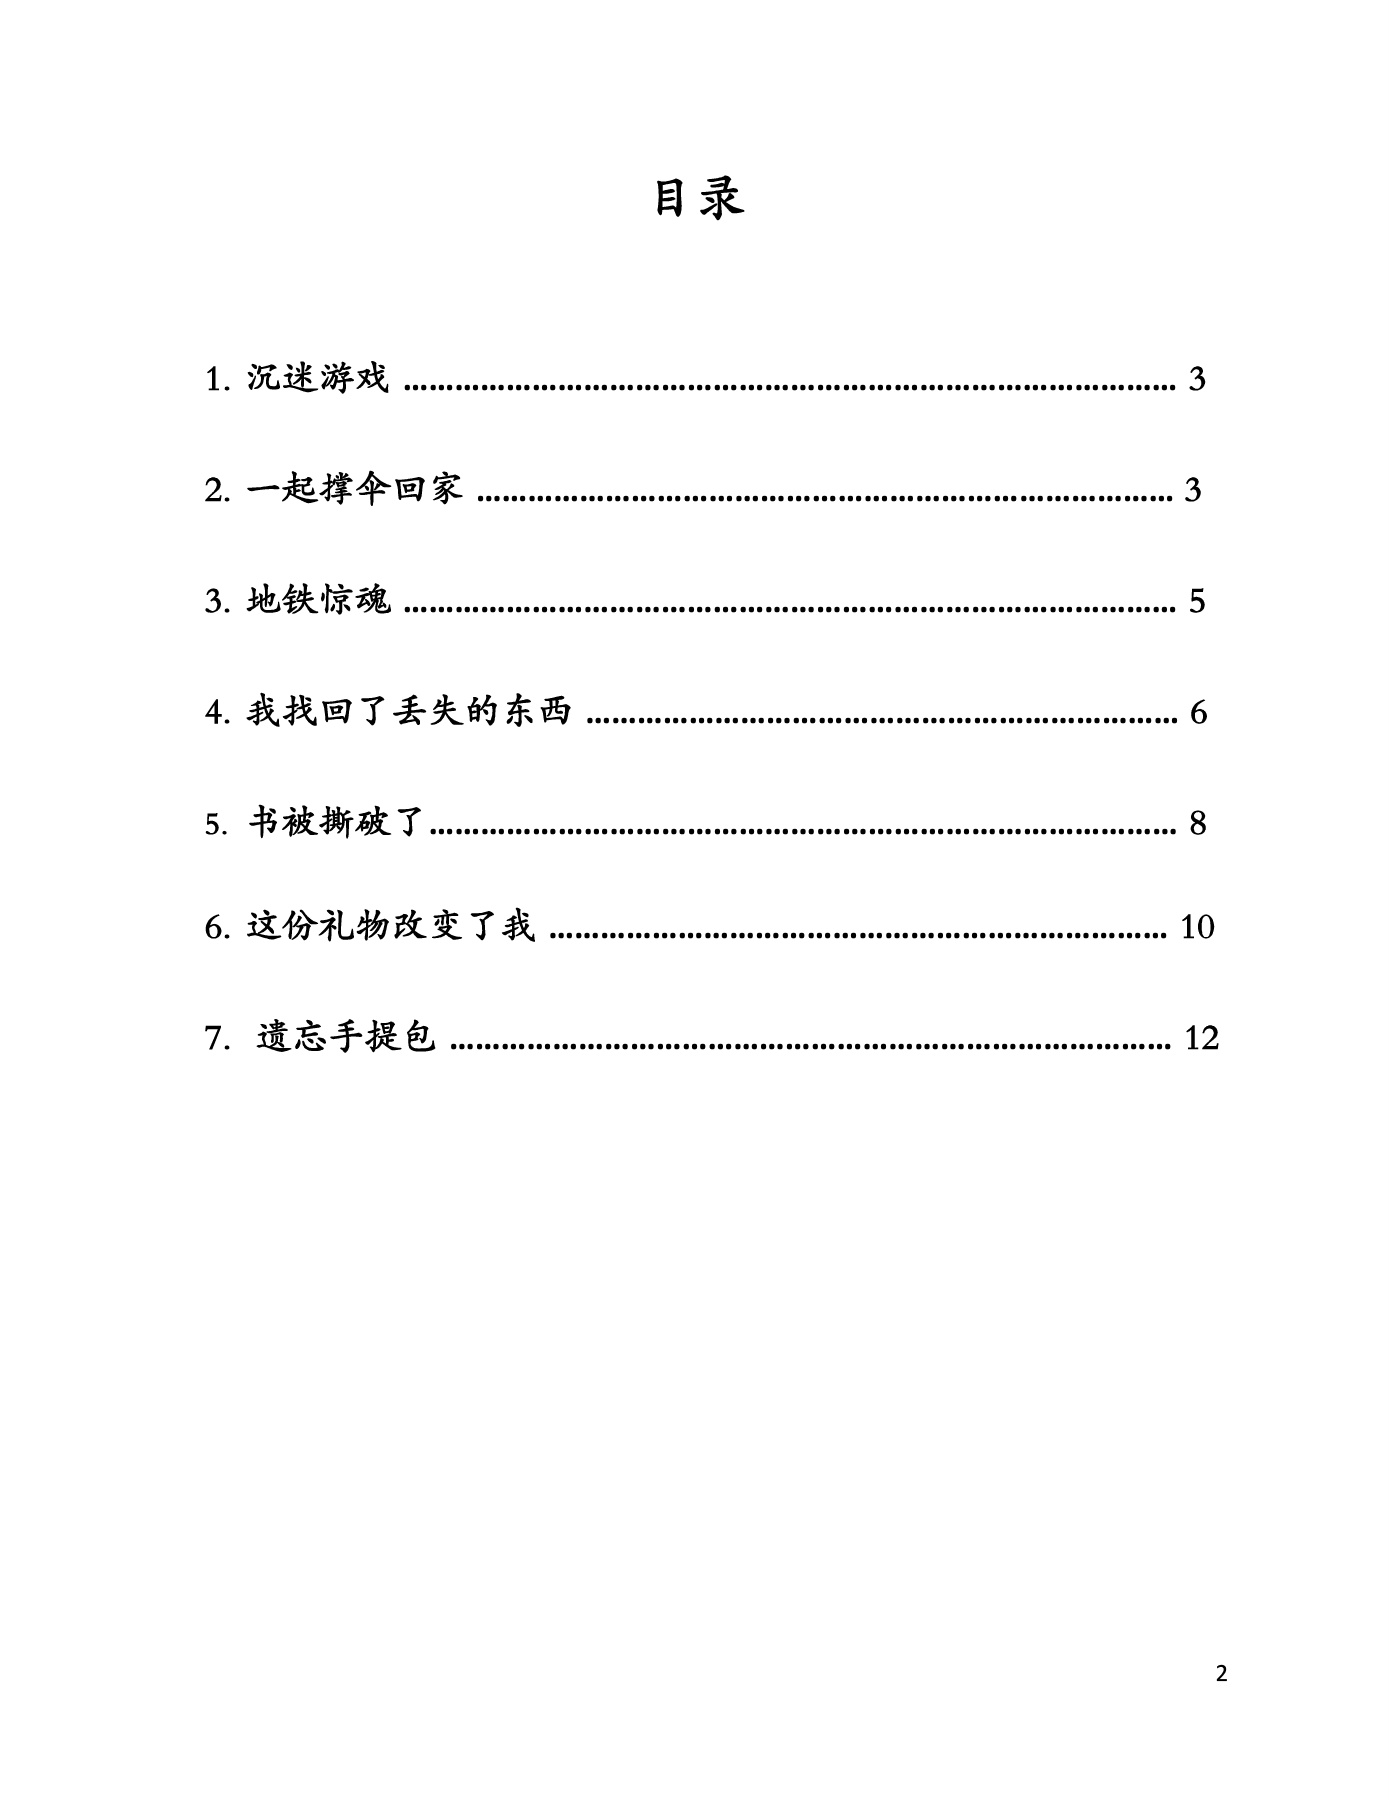 目录
1. 沉迷游戏 ........................................................................................ 3
2. 一起撑伞回家 ................................................................................ 3
3. 地铁惊魂 ........................................................................................ 5
4. 我找回了丢失的东西 .................................................................... 6
5. 书被撕破了..................................................................................... 8
6. 这份礼物改变了我 ...................................................................... 10
7. 遗忘手提包 .................................................................................. 12
2